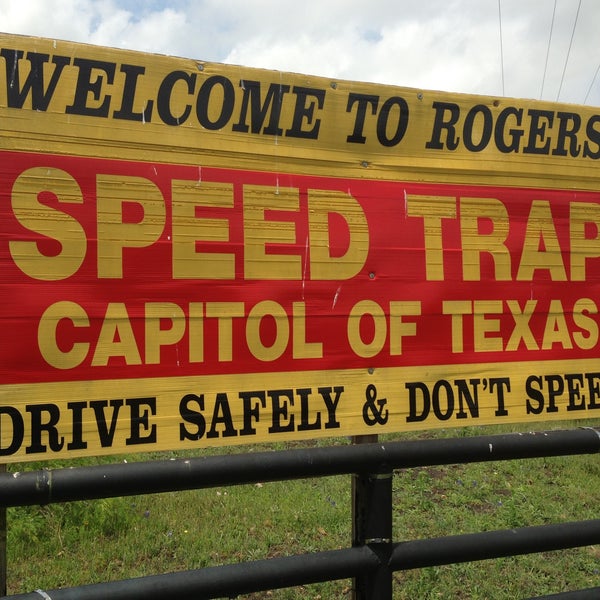 WELCOME TO ROGERS
SPEED TRAP
CAPITOL OF TEXAS
DRIVE SAFELY & DON'T SPEE